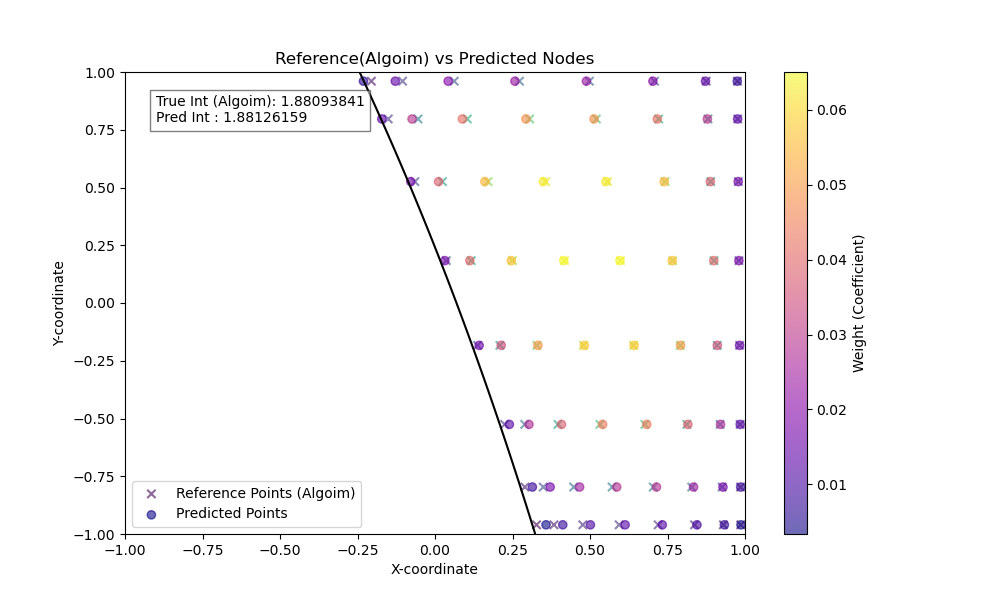 Reference(Algoim) vs Predicted Nodes
True Int (Algoim): 1.88093841
Pred Int : 1.88126159
1.00
0.75
0.50
0.25
0.00
−0.25
−0.50
−0.75
−1.00
Y-coordinate
Reference Points (Algoim)
Predicted Points
−1.00 −0.75 −0.50 −0.25 0.00 0.25 0.50 0.75 1.00
X-coordinate
0.06
0.05
0.04
0.03
0.02
0.01
Weight (Coefficient)